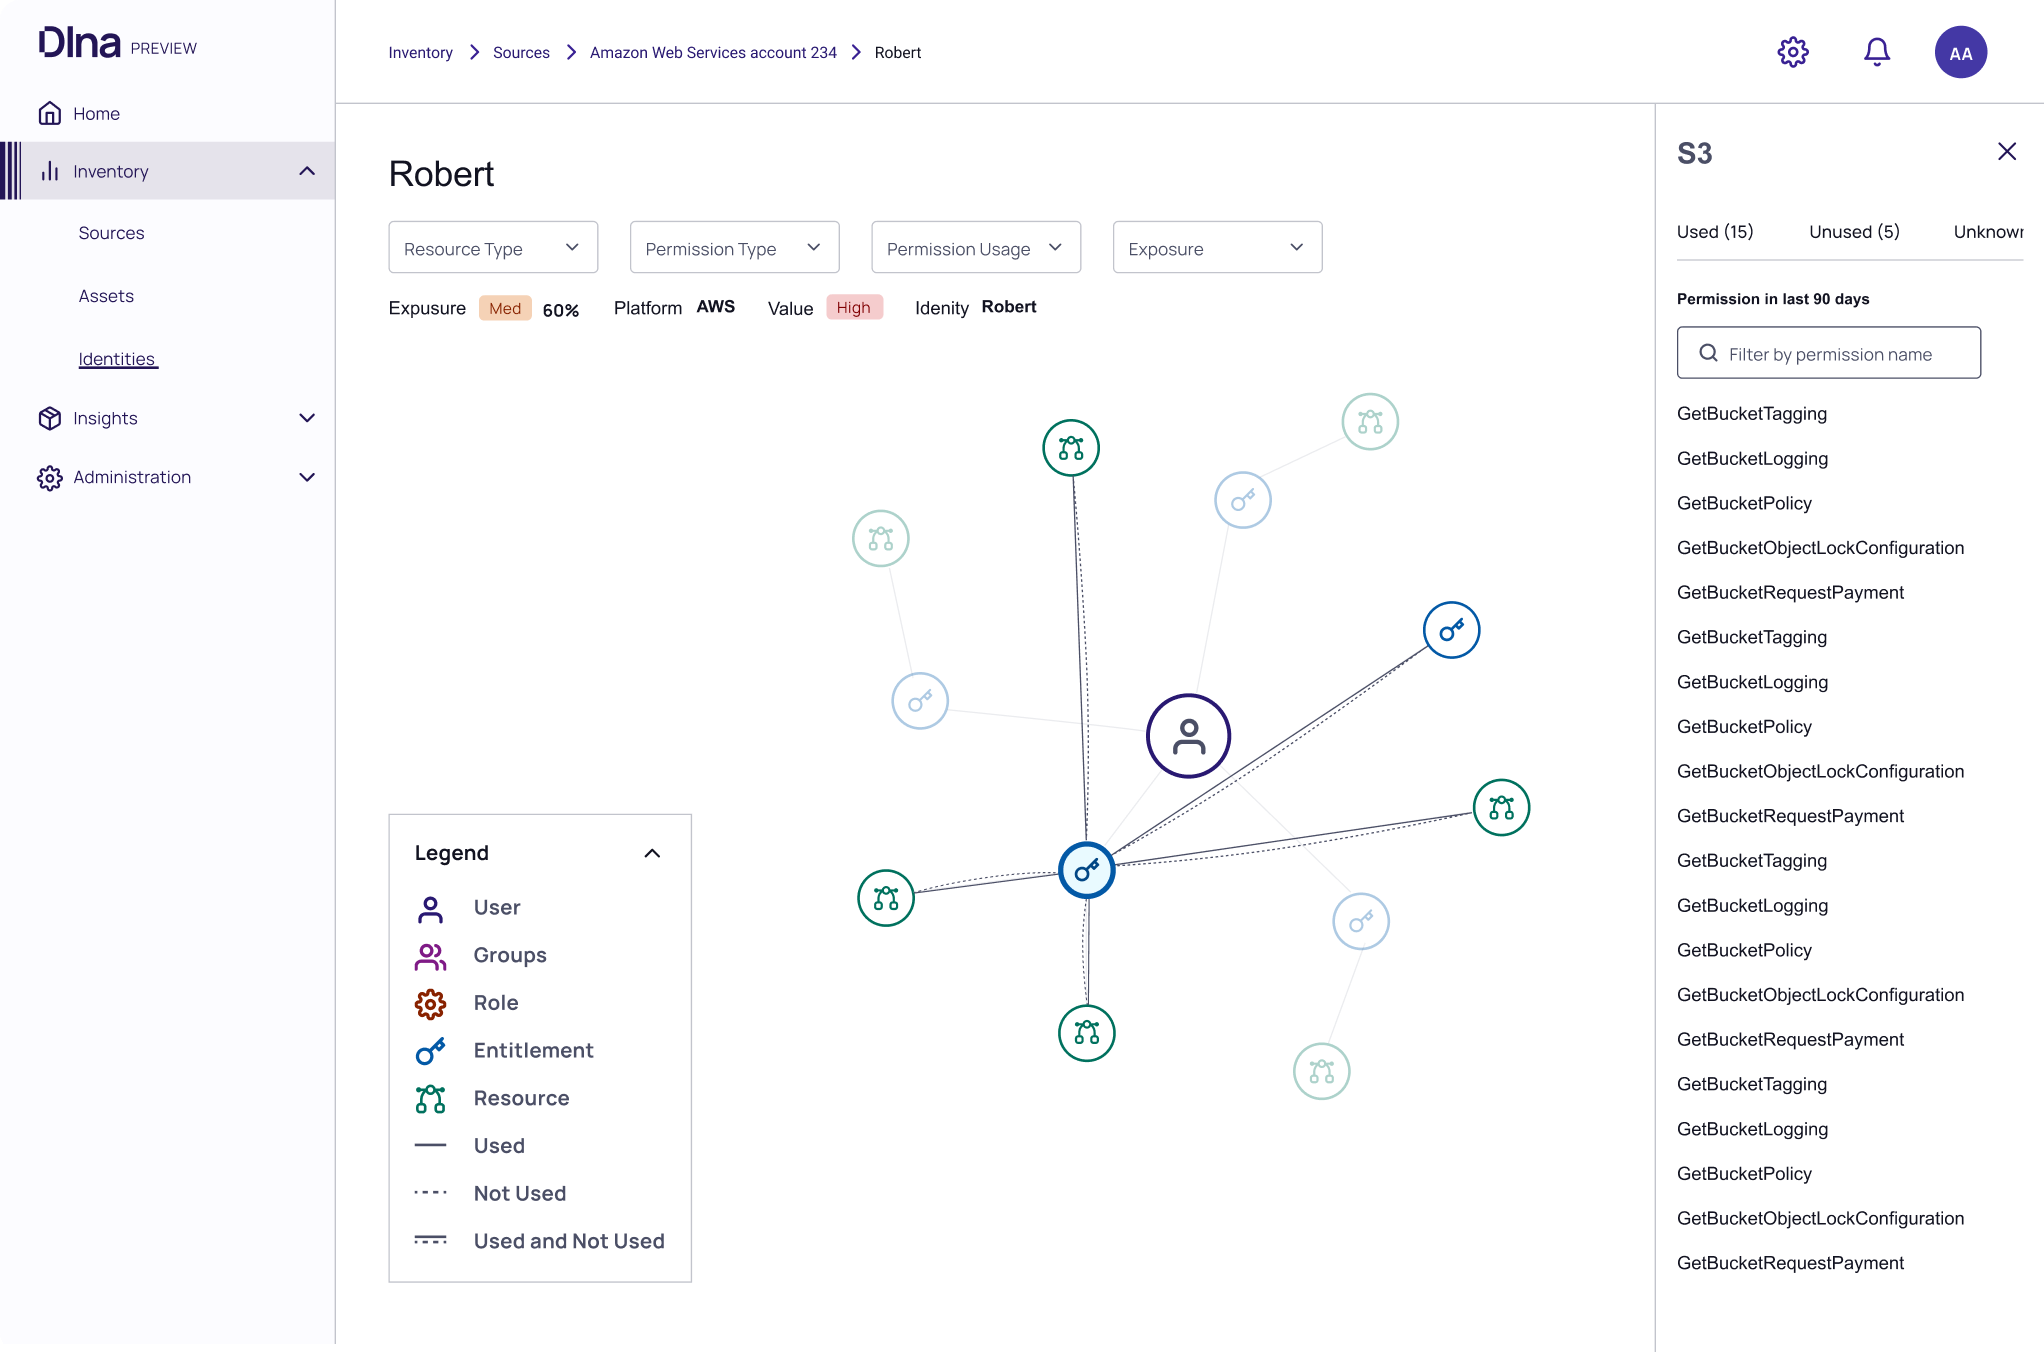 DIna PREVIEW
Home
Inventory
Sources
Assets
Identities
Insights
Administration
Inventory Sources Amazon Web Services account 234 Robert
AA
Robert
Resource Type Permission Type Permission Usage Exposure
Expusure Med 60% Platform AWS Value High Idenity Robert
Legend
User
Groups
Role
Entitlement
Resource
Used
Not Used
Used and Not Used
S3
Used (15) Unused (5) Unknown
Permission in last 90 days
Filter by permission name
GetBucketTagging
GetBucketLogging
GetBucketPolicy
GetBucketObjectLockConfiguration
GetBucketRequestPayment
GetBucketTagging
GetBucketLogging
GetBucketPolicy
GetBucketObjectLockConfiguration
GetBucketRequestPayment
GetBucketTagging
GetBucketLogging
GetBucketPolicy
GetBucketObjectLockConfiguration
GetBucketRequestPayment
GetBucketTagging
GetBucketLogging
GetBucketPolicy
GetBucketObjectLockConfiguration
GetBucketRequestPayment